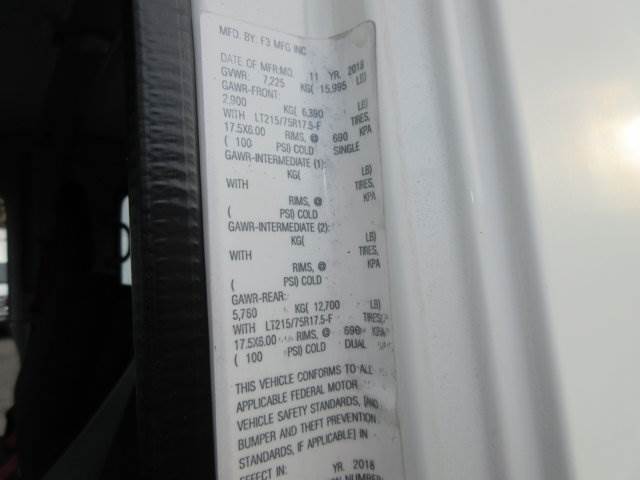 MFD. BY: F3 MFG INC
DATE OF MFR:MO. 11 YR. 2018
GVWR: 7,225 KG( 15,995 LB)
GAWR-FRONT:
2,900 KG( 6,390 LB)
WITH LT215/75R17.5-F TIRES,
17.5X6.00 RIMS, @ 690 KPA
( 100 PSI) COLD SINGLE
GAWR-INTERMEDIATE (1):
KG( LB)
WITH TIRES,
RIMS, @ KPA
( PSI) COLD
GAWR-INTERMEDIATE (2):
KG( LB)
WITH TIRES,
RIMS, @ KPA
( PSI) COLD
GAWR-REAR:
5,760 KG( 12,700 LB)
WITH LT215/75R17.5-F TIRES,
17.5X6.00 RIMS, @ 690 KPA
( 100 PSI) COLD DUAL
THIS VEHICLE CONFORMS TO ALL
APPLICABLE FEDERAL MOTOR
VEHICLE SAFETY STANDARDS, [AND
BUMPER AND THEFT PREVENTION
STANDARDS, IF APPLICABLE] IN
EFFECT IN YR. 2018